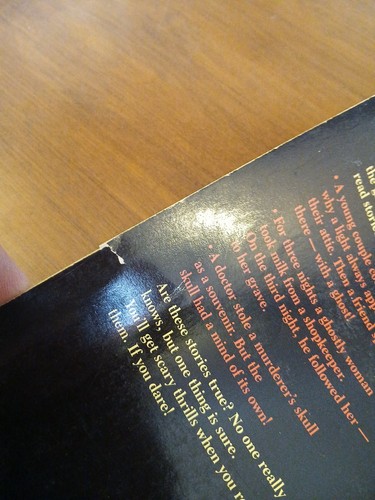 the
read stories
• A young couple
why a light always
their attic. Then a friend
there — with a ghost
• For three nights a ghostly woman
took milk from a shopkeeper.
On the third night, he followed her —
to her grave
• A doctor stole a murderer's skull
as a souvenir. But the
skull had a mind of its own!
Are these stories true? No one really
knows, but one thing is sure.
You'll get scary thrills when you
them. If you dare!